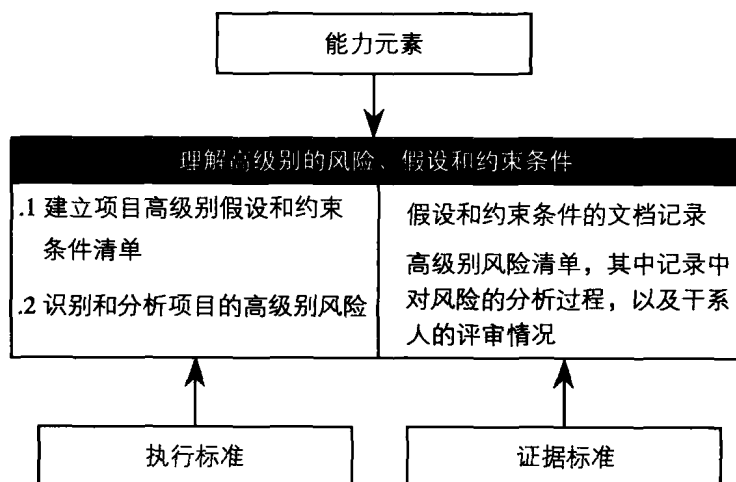 能力元素
理解高级别的风险、假设和约束条件
.1 建立项目高级别假设和约束
条件清单
.2 识别和分析项目的高级别风险
假设和约束条件的文档记录
高级别风险清单，其中记录中
对风险的分析过程，以及干系
人的评审情况
执行标准
证据标准